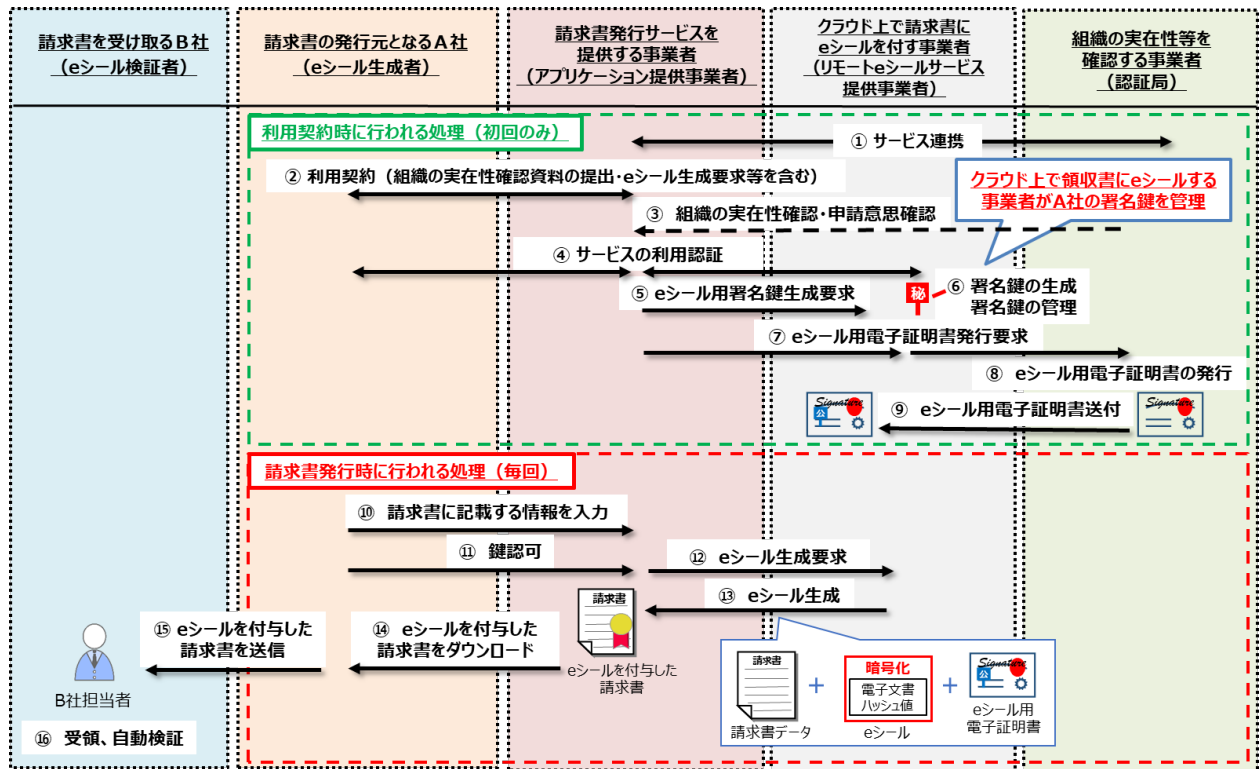 請求書を受け取るB社
(eシール検証者)
請求書の発行元となるA社
(eシール生成者)
請求書発行サービスを
提供する事業者
(アプリケーション提供事業者)
クラウド上で請求書に
eシールを付す事業者
(リモートeシールサービス
提供事業者)
組織の実在性等を
確認する事業者
(認証局)
利用契約時に行われる処理(初回のみ)
① サービス連携
② 利用契約(組織の実在性確認資料の提出・eシール生成要求等を含む)
クラウド上で領収書にeシールする
事業者がA社の署名鍵を管理
③ 組織の実在性確認・申請意思確認
④ サービスの利用認証
⑤ eシール用署名鍵生成要求
秘
⑥ 署名鍵の生成
署名鍵の管理
⑦ eシール用電子証明書発行要求
⑧ eシール用電子証明書の発行
Signature
公
⑨ eシール用電子証明書送付
Signature
請求書発行時に行われる処理(毎回)
⑩ 請求書に記載する情報を入力
⑪ 鍵認可
⑫ eシール生成要求
⑬ eシール生成
請求書
eシールを付与した
請求書
⑭ eシールを付与した
請求書をダウンロード
⑮ eシールを付与した
請求書を送信
B社担当者
⑯ 受領、自動検証
請求書
請求書データ
+
暗号化
電子文書
ハッシュ値
eシール
+
Signature
公
eシール用
電子証明書